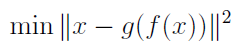 min ‖x − g(f(x))‖²